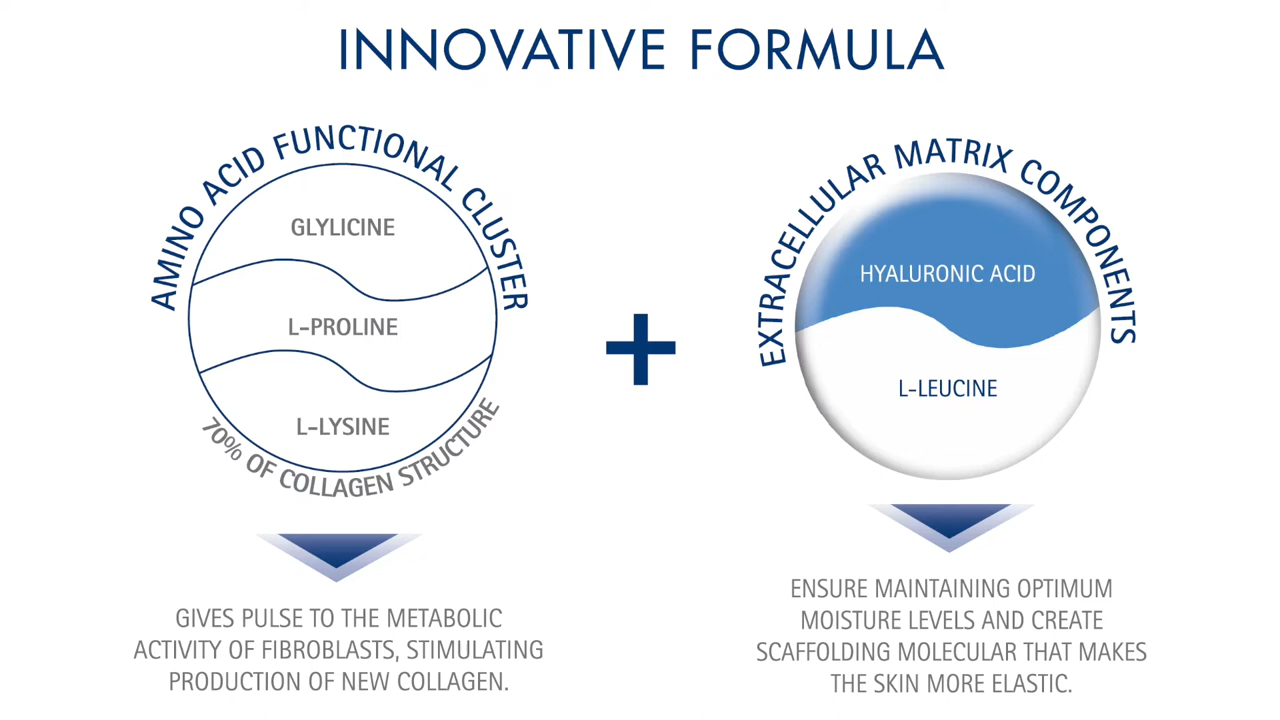 INNOVATIVE FORMULA
AMINO ACID FUNCTIONAL CLUSTER
GLYLICINE
L-PROLINE
L-LYSINE
70% OF COLLAGEN STRUCTURE
GIVES PULSE TO THE METABOLIC
ACTIVITY OF FIBROBLASTS, STIMULATING
PRODUCTION OF NEW COLLAGEN.
+
EXTRACELLULAR MATRIX COMPONENTS
HYALURONIC ACID
L-LEUCINE
ENSURE MAINTAINING OPTIMUM
MOISTURE LEVELS AND CREATE
SCAFFOLDING MOLECULAR THAT MAKES
THE SKIN MORE ELASTIC.